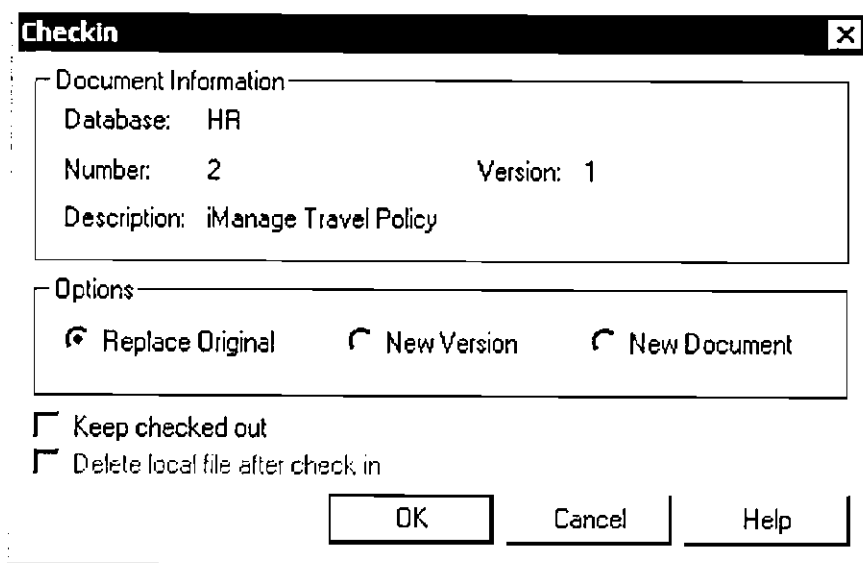 Checkin
Document Information
Database: HR
Number: 2 Version: 1
Description: iManage Travel Policy
Options
Replace Original New Version New Document
Keep checked out
Delete local file after check in
OK Cancel Help